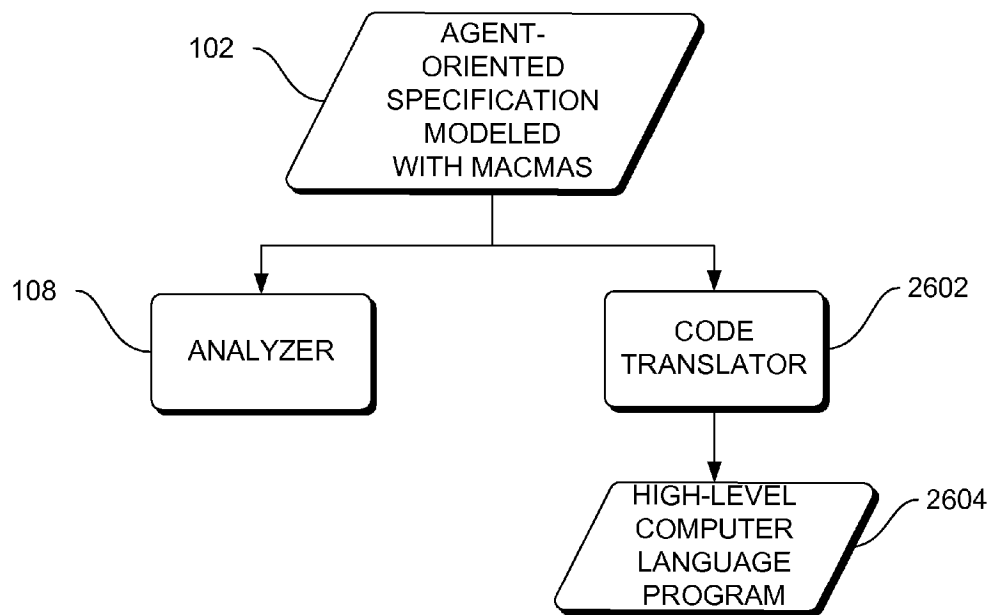 102
AGENT-
ORIENTED
SPECIFICATION
MODELED
WITH MACMAS
108
ANALYZER
2602
CODE
TRANSLATOR
2604
HIGH-LEVEL
COMPUTER
LANGUAGE
PROGRAM